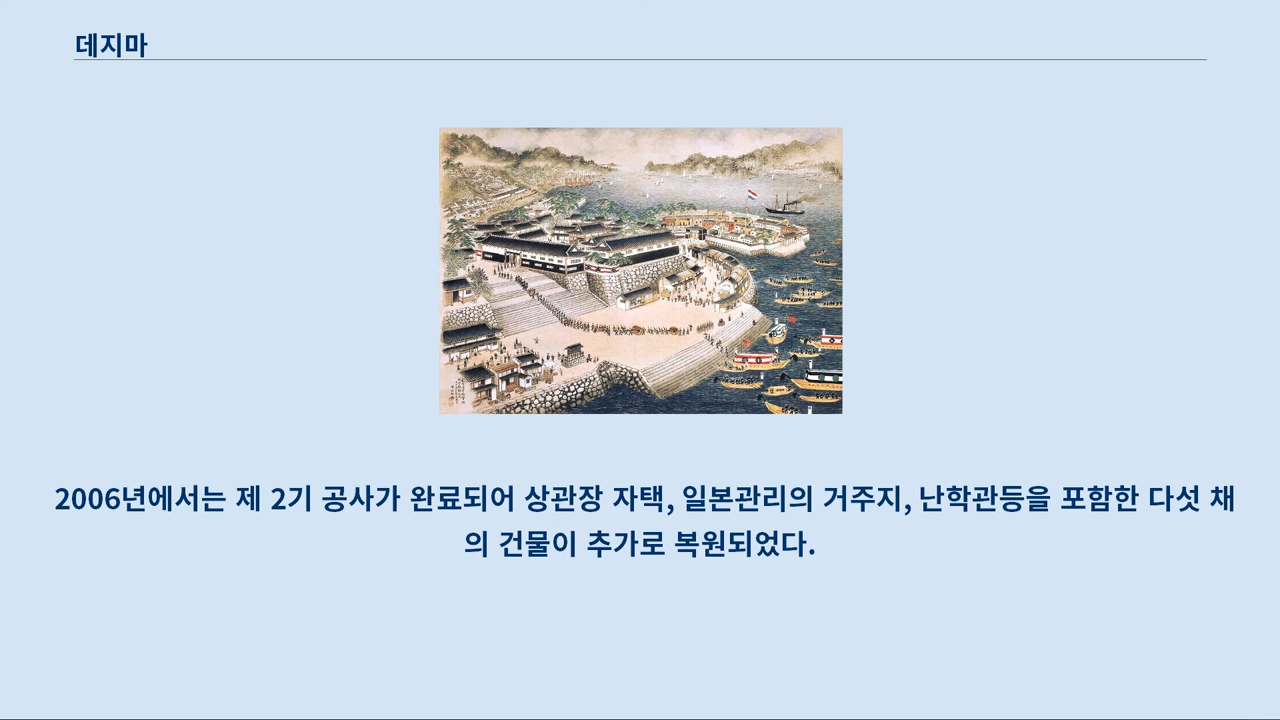 데지마
2006년에서는 제 2기 공사가 완료되어 상관장 자택, 일본관리의 거주지, 난학관등을 포함한 다섯 채
의 건물이 추가로 복원되었다.